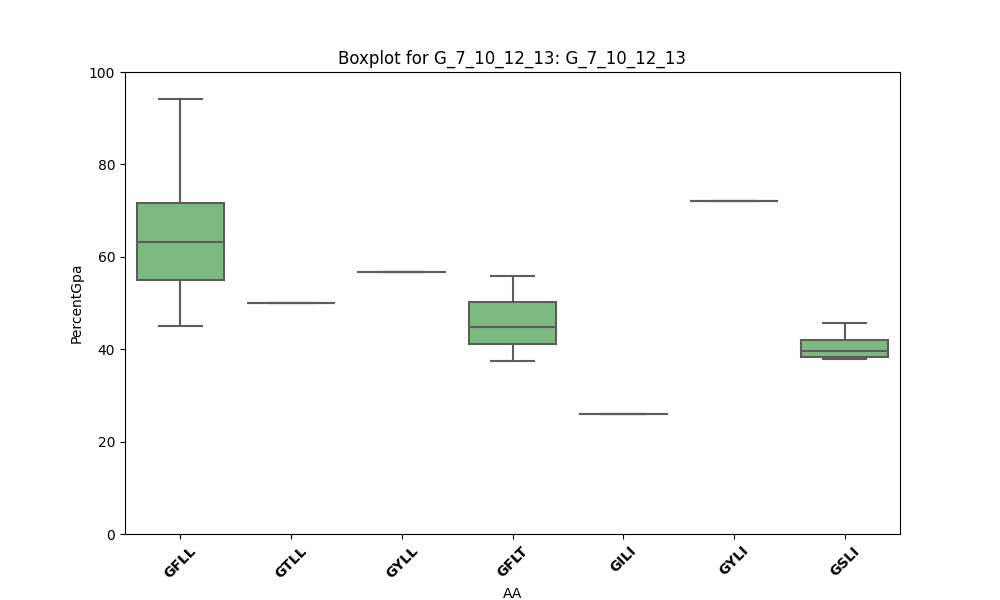 Boxplot for G_7_10_12_13: G_7_10_12_13
PercentGpa
100
80
60
40
20
0
GFLL GTLL GYLL GFLT GILI GYLI GSLI
AA